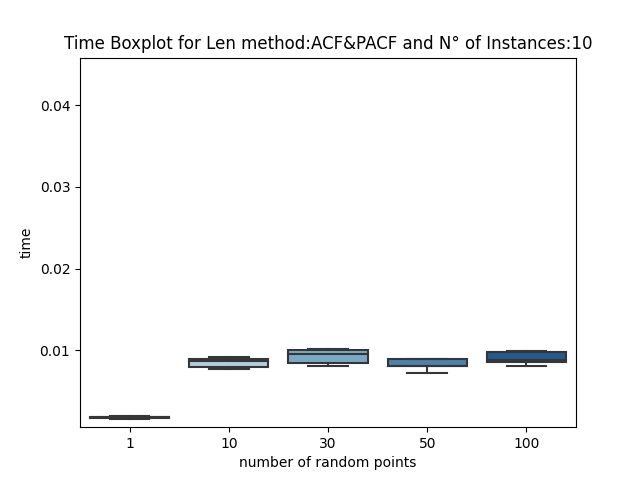 Time Boxplot for Len method:ACF&PACF and N° of Instances:10
0.04
0.03
0.02
0.01
time
1 10 30 50 100
number of random points